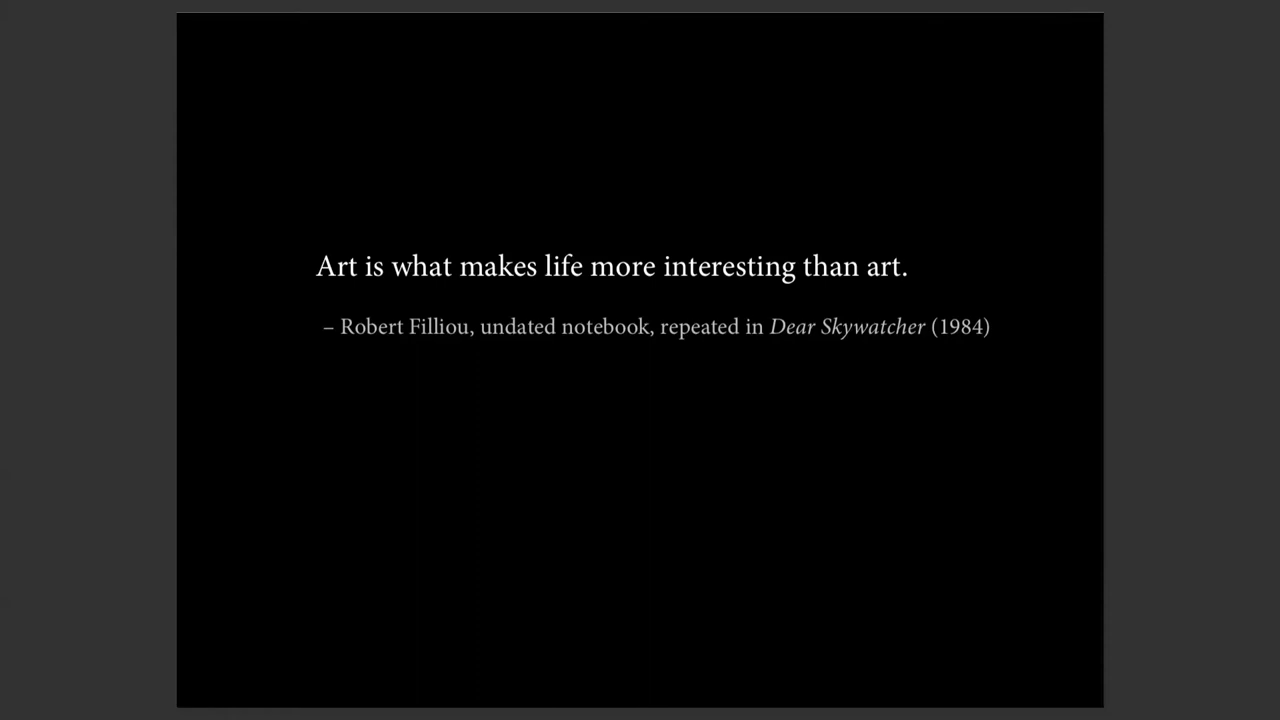 Art is what makes life more interesting than art.
– Robert Filliou, undated notebook, repeated in Dear Skywatcher (1984)